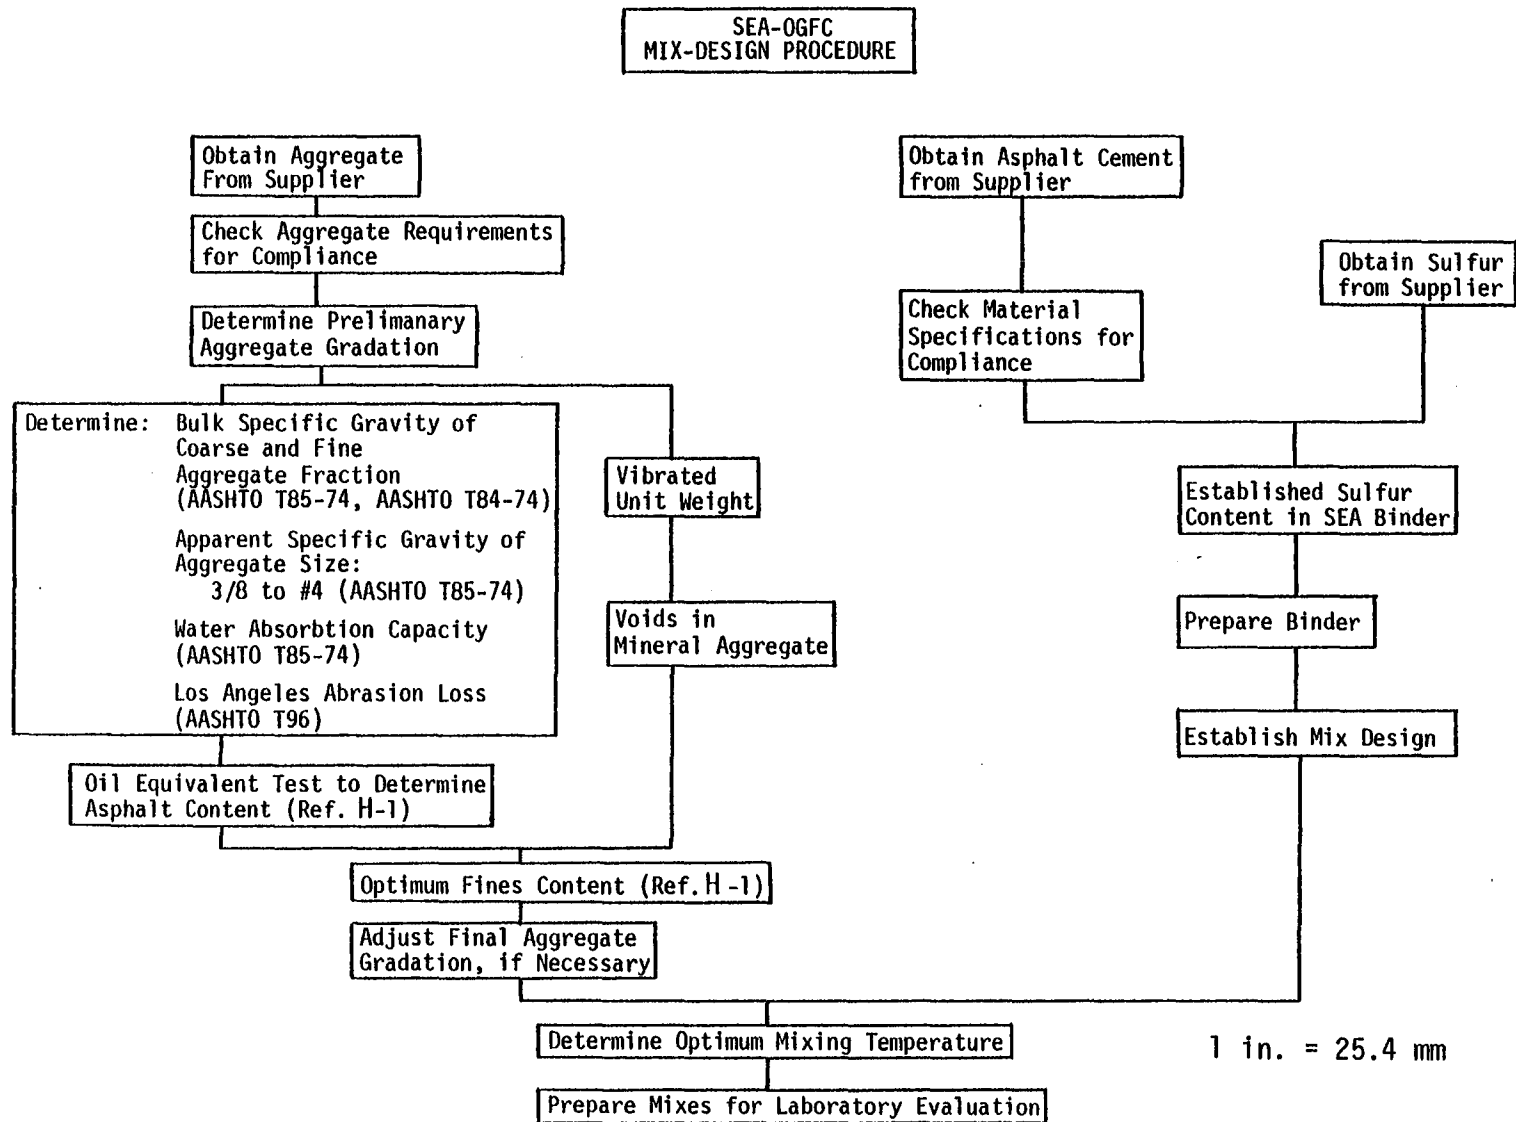 SEA-OGFC
MIX-DESIGN PROCEDURE
Obtain Aggregate
From Supplier
Check Aggregate Requirements
for Compliance
Determine Prelimanary
Aggregate Gradation
Determine: Bulk Specific Gravity of
Coarse and Fine
Aggregate Fraction
(AASHTO T85-74, AASHTO T84-74)
Apparent Specific Gravity of
Aggregate Size:
3/8 to #4 (AASHTO T85-74)
Water Absorbtion Capacity
(AASHTO T85-74)
Los Angeles Abrasion Loss
(AASHTO T96)
Vibrated
Unit Weight
Voids in
Mineral Aggregate
Oil Equivalent Test to Determine
Asphalt Content (Ref. H-1)
Optimum Fines Content (Ref. H-1)
Adjust Final Aggregate
Gradation, if Necessary
Obtain Asphalt Cement
from Supplier
Obtain Sulfur
from Supplier
Check Material
Specifications for
Compliance
Established Sulfur
Content in SEA Binder
Prepare Binder
Establish Mix Design
Determine Optimum Mixing Temperature
1 in. = 25.4 mm
Prepare Mixes for Laboratory Evaluation